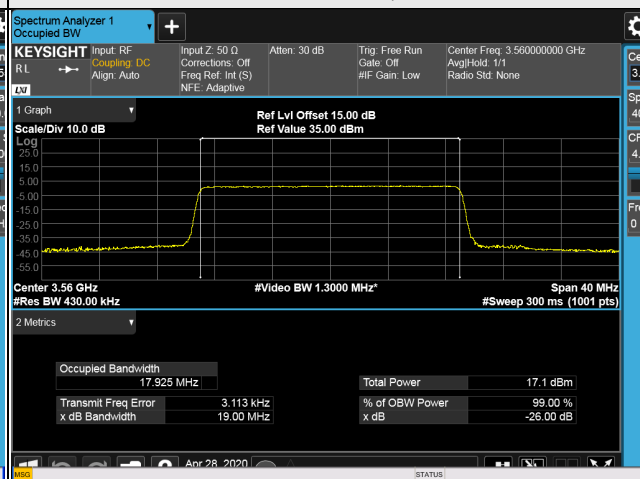 Spectrum Analyzer 1
Occupied BW
+
KEYSIGHT Input: RF Input Z: 50 Ω Atten: 30 dB Trig: Free Run Center Freq: 3.560000000 GHz
RL Coupling: DC Corrections: Off Gate: Off Avg|Hold: 1/1
Align: Auto Freq Ref: Int (S) #IF Gain: Low Radio Std: None
LXI NFE: Adaptive
1 Graph
Ref Lvl Offset 15.00 dB
Scale/Div 10.0 dB Ref Value 35.00 dBm
Log
25.0
15.0
5.00
-5.00
-15.0
-25.0
-35.0
-45.0
-55.0
Center 3.56 GHz #Video BW 1.3000 MHz* Span 40 MHz
#Res BW 430.00 kHz #Sweep 300 ms (1001 pts)
2 Metrics
Occupied Bandwidth
17.925 MHz Total Power 17.1 dBm
Transmit Freq Error 3.113 kHz % of OBW Power 99.00 %
x dB Bandwidth 19.00 MHz x dB -26.00 dB
Apr 28, 2020
MSG STATUS